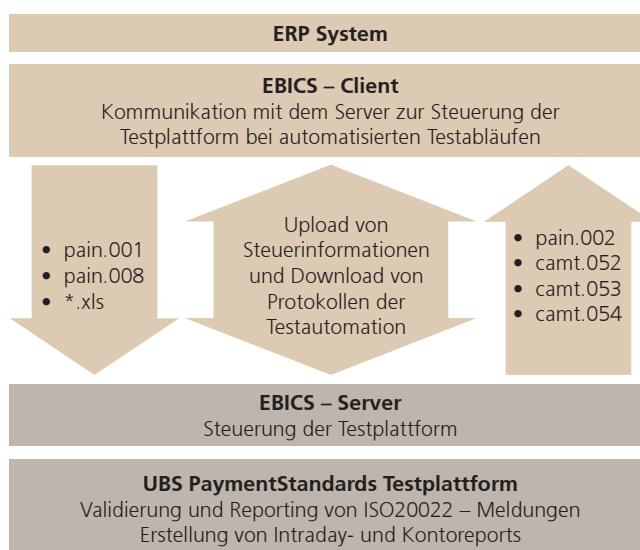 ERP System
EBICS – Client
Kommunikation mit dem Server zur Steuerung der
Testplattform bei automatisierten Testabläufen
• pain.001
• pain.008
• *.xls
Upload von
Steuerinformationen
und Download von
Protokollen der
Testautomation
• pain.002
• camt.052
• camt.053
• camt.054
EBICS – Server
Steuerung der Testplattform
UBS PaymentStandards Testplattform
Validierung und Reporting von ISO20022 – Meldungen
Erstellung von Intraday- und Kontoreports